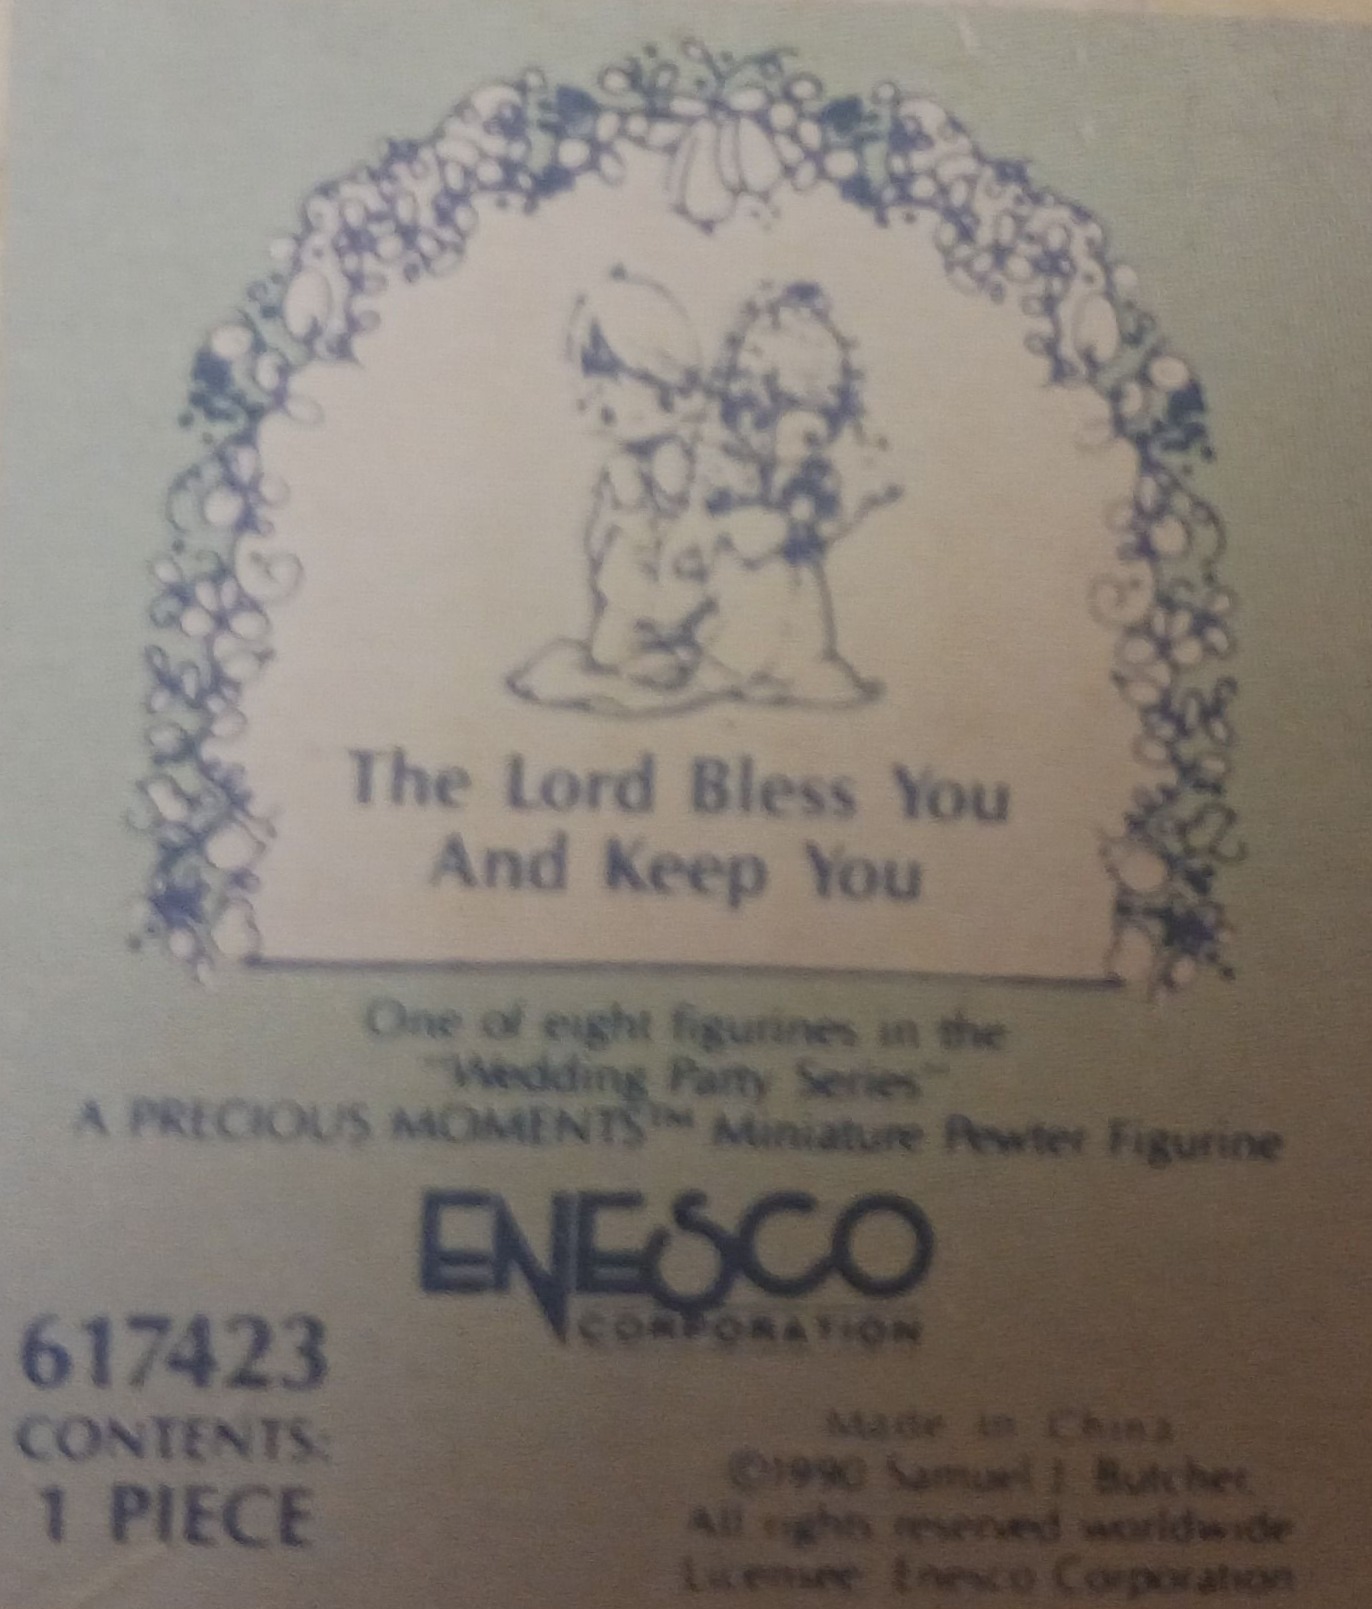 The Lord Bless You
And Keep You
One of eight figurines in the
"Wedding Party Series"
A PRECIOUS MOMENTS™ Miniature Pewter Figurine
ENESCO
CORPORATION
617423
CONTENTS:
1 PIECE
Made in China
©1990 Samuel J. Butcher
All rights reserved worldwide
Licensee Enesco Corporation